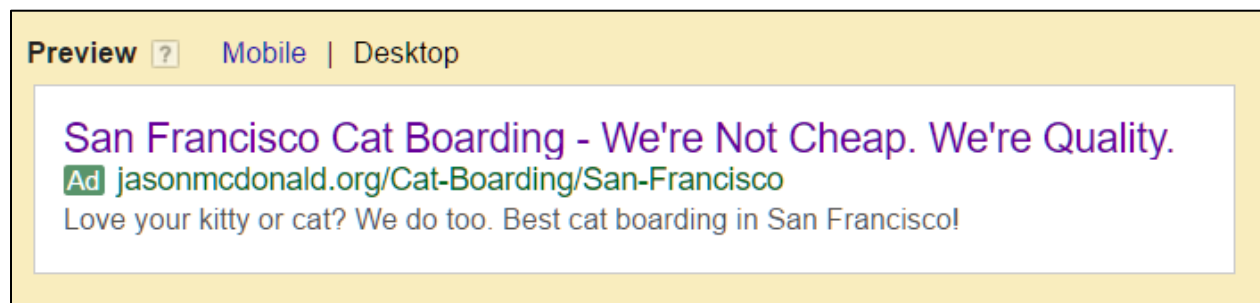 Preview ? Mobile | Desktop
San Francisco Cat Boarding - We're Not Cheap. We're Quality.
Ad jasonmcdonald.org/Cat-Boarding/San-Francisco
Love your kitty or cat? We do too. Best cat boarding in San Francisco!